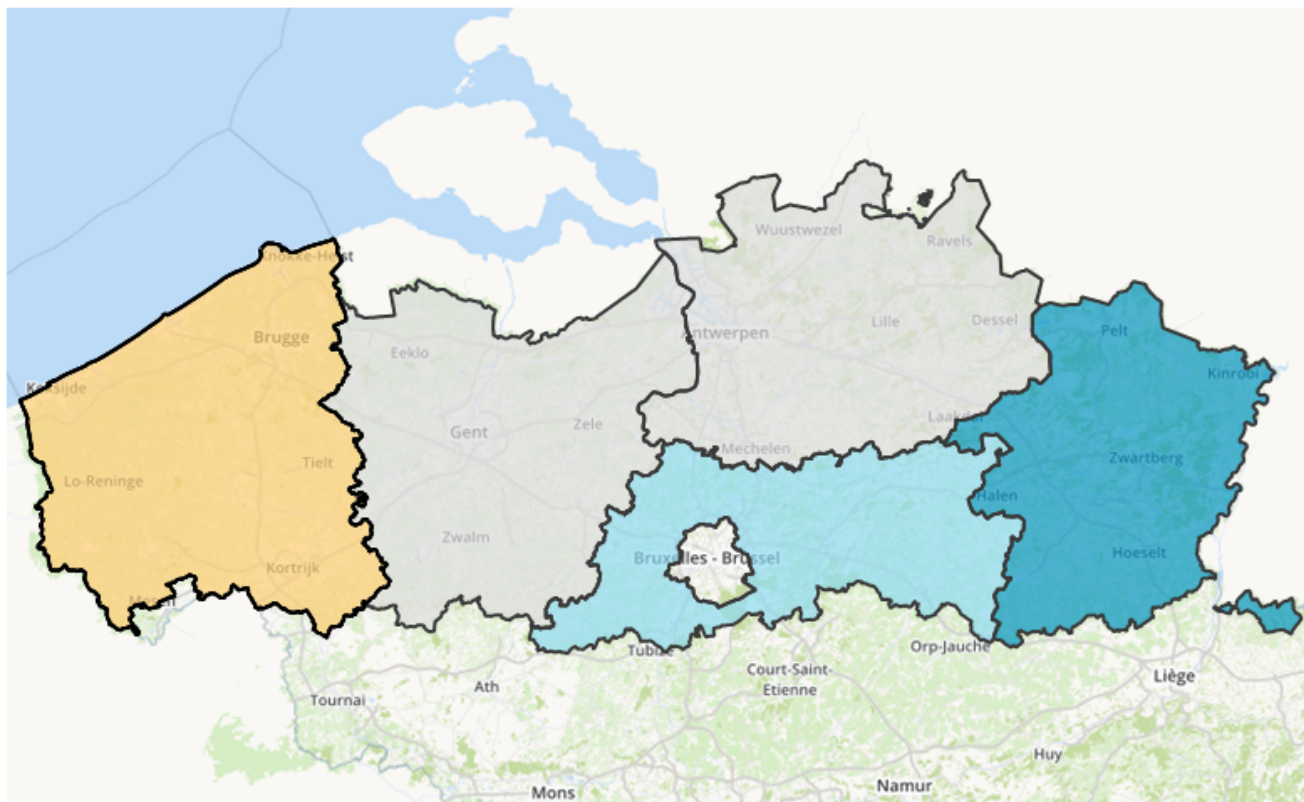 Wuustwezel
Ravels
Knokke-Heist
Brugge
Antwerpen
Lille
Dessel
Pelt
Eeklo
Kinrooi
Koksijde
Gent
Zele
Laakdal
Mechelen
Tielt
Zwartberg
Lo-Reninge
Halen
Zwalm
Bruxelles - Brussel
Hoeselt
Kortrijk
Mesen
Tubize
Orp-Jauche
Court-Saint-
Etienne
Liège
Ath
Tournai
Huy
Namur
Mons